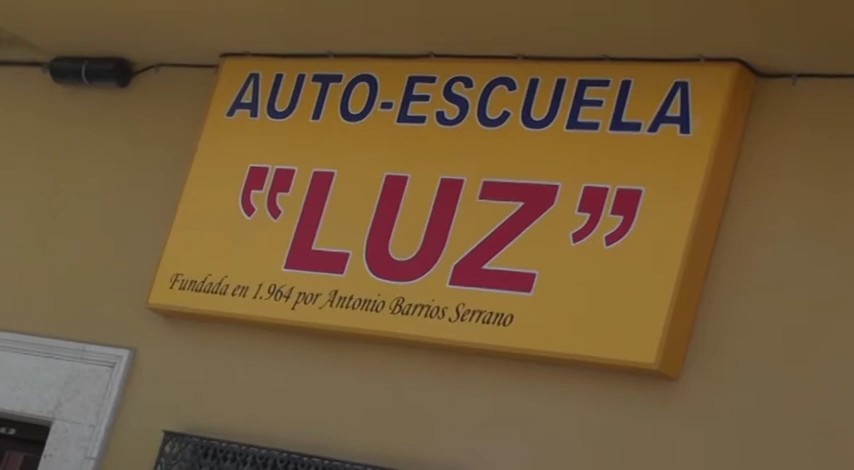 AUTO-ESCUELA
“LUZ”
Fundada en 1.964 por Antonio Barrios Serrano